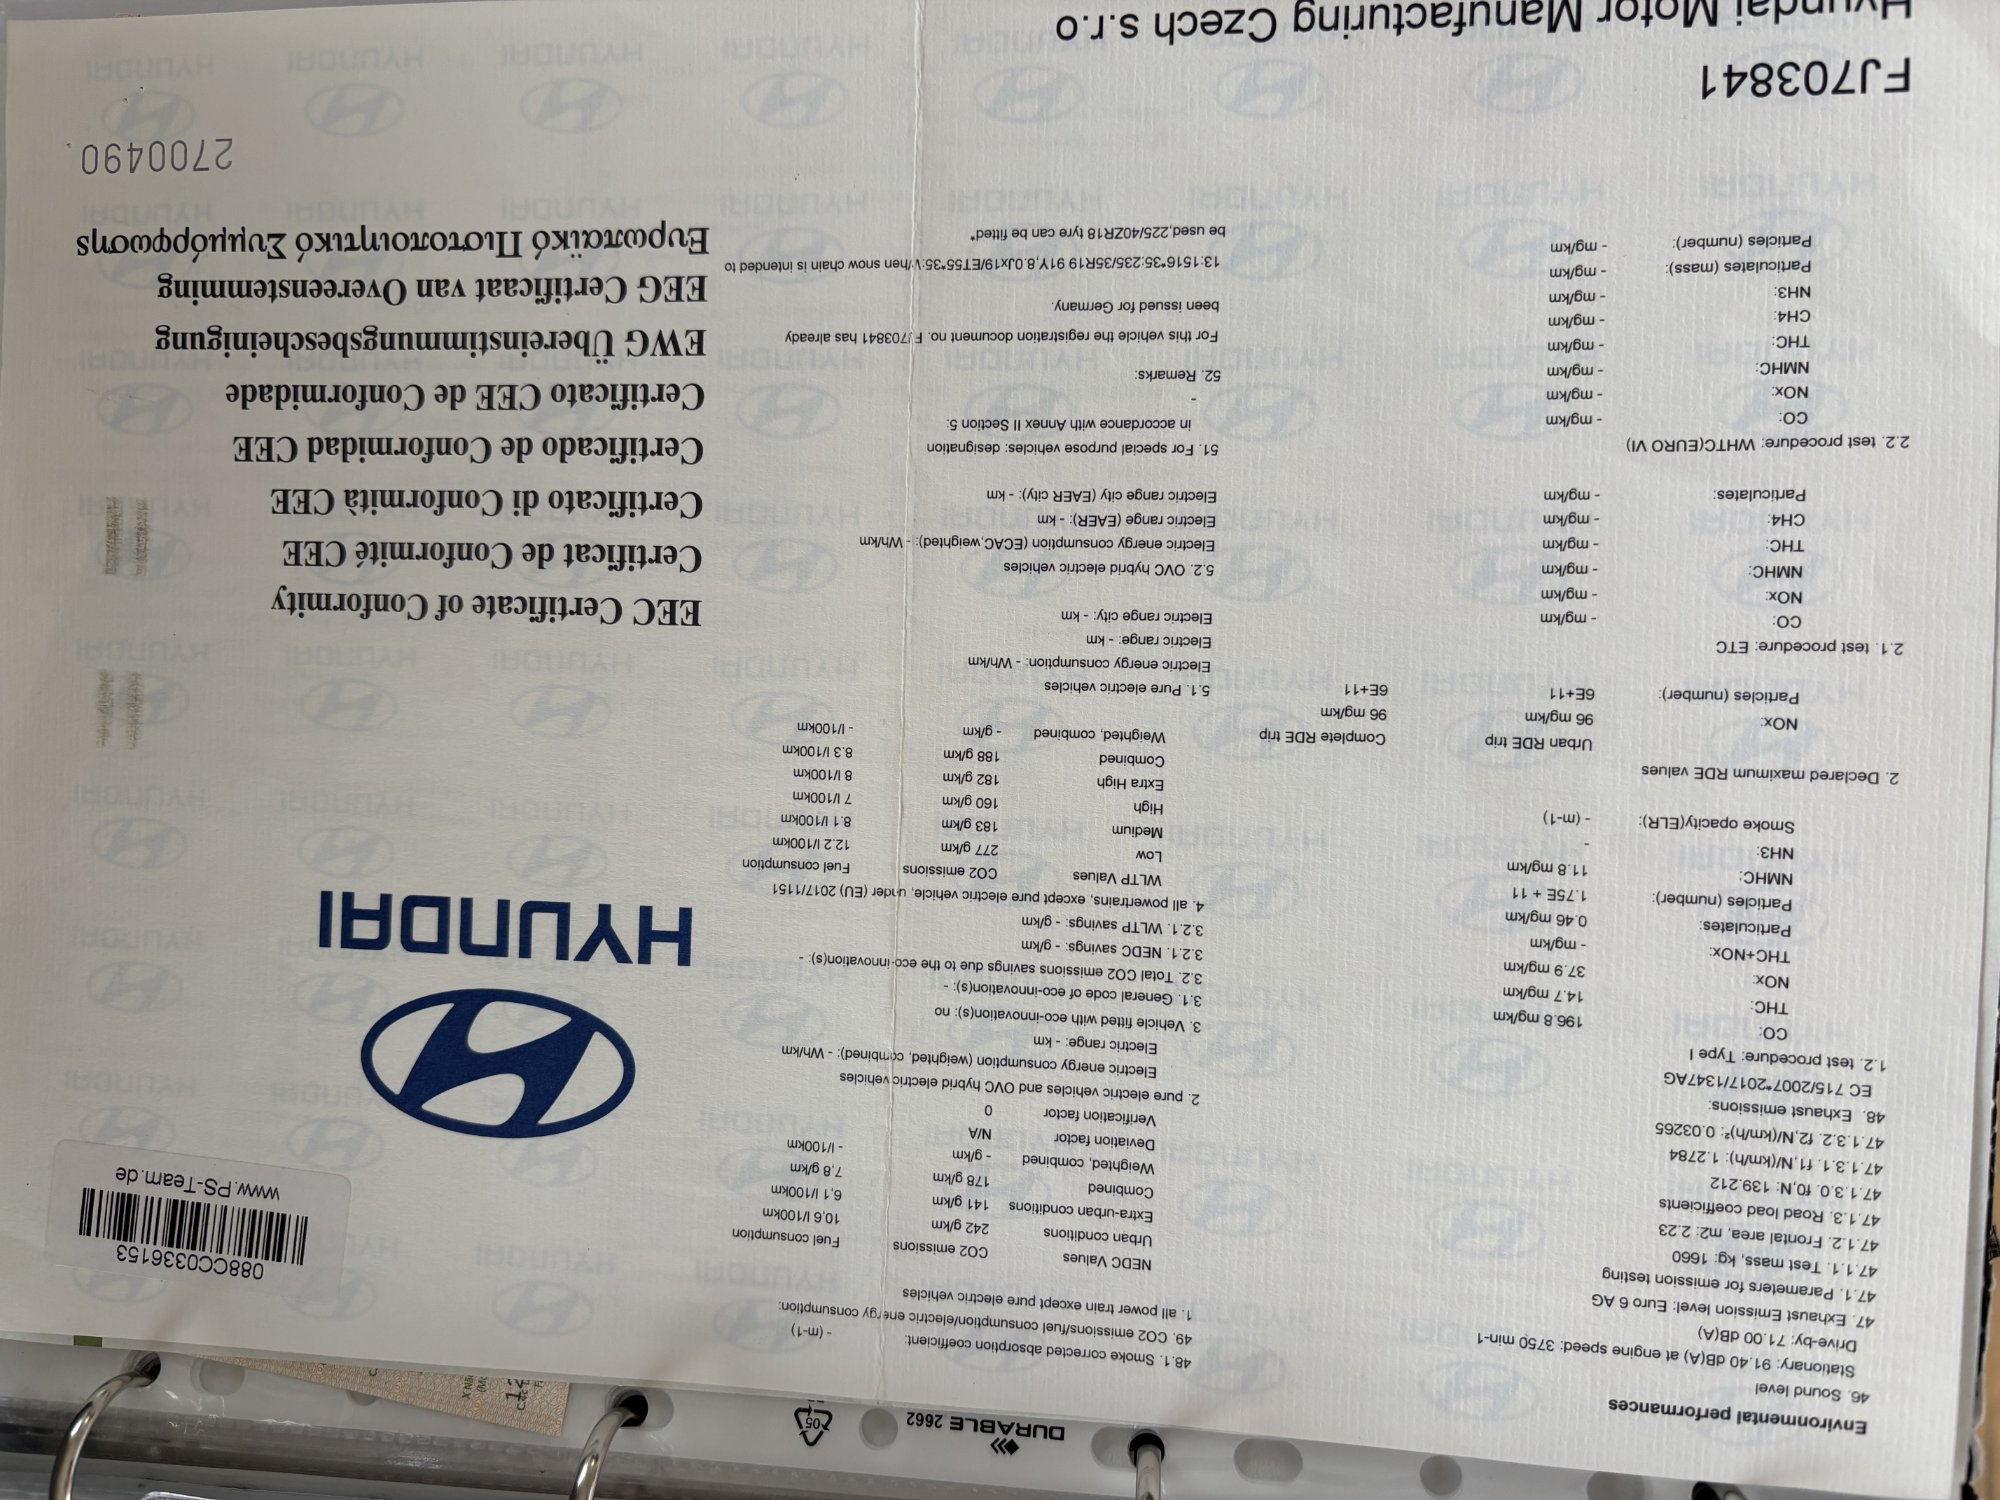 Environmental performances
46. Sound level
Stationary: 91.40 dB(A) at engine speed: 3750 min-1
Drive-by: 71.00 dB(A)
47. Exhaust Emission level: Euro 6 AG
47.1. Parameters for emission testing
47.1.1. Test mass, kg: 1660
47.1.2. Frontal area, m2: 2.23
47.1.3. Road load coefficients
47.1.3.0. f0,N: 139.212
47.1.3.1. f1,N/(km/h): 1.2784
47.1.3.2. f2,N/(km/h)²: 0.03265
48. Exhaust emissions:
EC 715/2007*2017/1347AG
1.2. test procedure: Type I
CO: 196.8 mg/km
THC: 14.7 mg/km
NOx: 37.9 mg/km
THC+NOx: - mg/km
Particulates: 0.46 mg/km
Particles (number): 1.75E + 11
NMHC: 11.8 mg/km
NH3: -
Smoke opacity(ELR): - (m-1)
2. Declared maximum RDE values
Urban RDE trip Complete RDE trip
NOx: 96 mg/km 96 mg/km
Particles (number): 6E+11 6E+11
2.1. test procedure: ETC
CO: - mg/km
NOx: - mg/km
NMHC: - mg/km
THC: - mg/km
CH4: - mg/km
Particulates: - mg/km
2.2. test procedure: WHTC(EURO VI)
CO: - mg/km
NOx: - mg/km
NMHC: - mg/km
THC: - mg/km
CH4: - mg/km
NH3: - mg/km
Particulates (mass): - mg/km
Particles (number): - mg/km
FJ703841
Hyundai Motor Manufacturing Czech s.r.o
48.1. Smoke corrected absorption coefficient: - (m-1)
49. CO2 emissions/fuel consumption/electric energy consumption:
1. all power train except pure electric vehicles
NEDC Values CO2 emissions Fuel consumption
Urban conditions 242 g/km 10,6 l/100km
Extra-urban conditions 141 g/km 6,1 l/100km
Combined 178 g/km 7,8 g/km
Weighted, combined - g/km - l/100km
Deviation factor N/A
Verification factor 0
2. pure electric vehicles and OVC hybrid electric vehicles
Electric energy consumption (weighted, combined): - Wh/km
Electric range: - km
3. Vehicle fitted with eco-innovation(s): no
3.1. General code of eco-innovation(s): -
3.2. Total CO2 emissions savings due to the eco-innovation(s): -
3.2.1. NEDC savings: - g/km
3.2.1. WLTP savings: - g/km
4. all powertrains, except pure electric vehicle, under (EU) 2017/1151
WLTP Values CO2 emissions Fuel consumption
Low 277 g/km 12.2 l/100km
Medium 183 g/km 8.1 l/100km
High 160 g/km 7 l/100km
Extra High 182 g/km 8 l/100km
Combined 188 g/km 8.3 l/100km
Weighted, combined - g/km - l/100km
5.1. Pure electric vehicles
Electric energy consumption: - Wh/km
Electric range: - km
Electric range city: - km
5.2. OVC hybrid electric vehicles
Electric energy consumption (ECAC,weighted): - Wh/km
Electric range (EAER): - km
Electric range city (EAER city): - km
51. For special purpose vehicles: designation
in accordance with Annex II Section 5:
-
52. Remarks:
For this vehicle the registration document no. FJ703841 has already
been issued for Germany.
13:1516*35:235/35R19 91Y,8.0Jx19/ET55*35:When snow chain is intended to
be used,225/40ZR18 tyre can be fitted*
088CC0336153
www.PS-Team.de
HYUNDAI
EEC Certificate of Conformity
Certificat de Conformité CEE
Certificato di Conformità CEE
Certificado de Conformidad CEE
Certificato CEE de Conformidade
EWG Übereinstimmungsbescheinigung
EEG Certificaat van Overeenstemming
Ευρωπαϊκό Πιστοποιητικό Συμμόρφωσης
2700490
DURABLE 2662
05